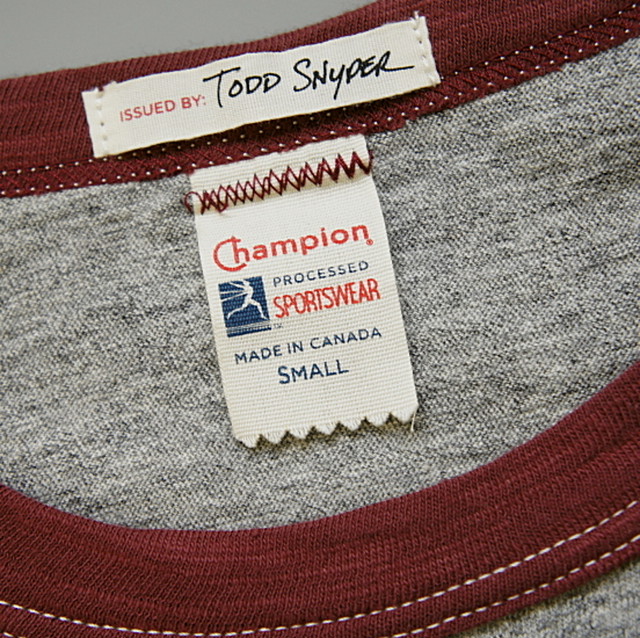 ISSUED BY: TODD SNYDER
Champion®
PROCESSED
SPORTSWEAR
MADE IN CANADA
SMALL